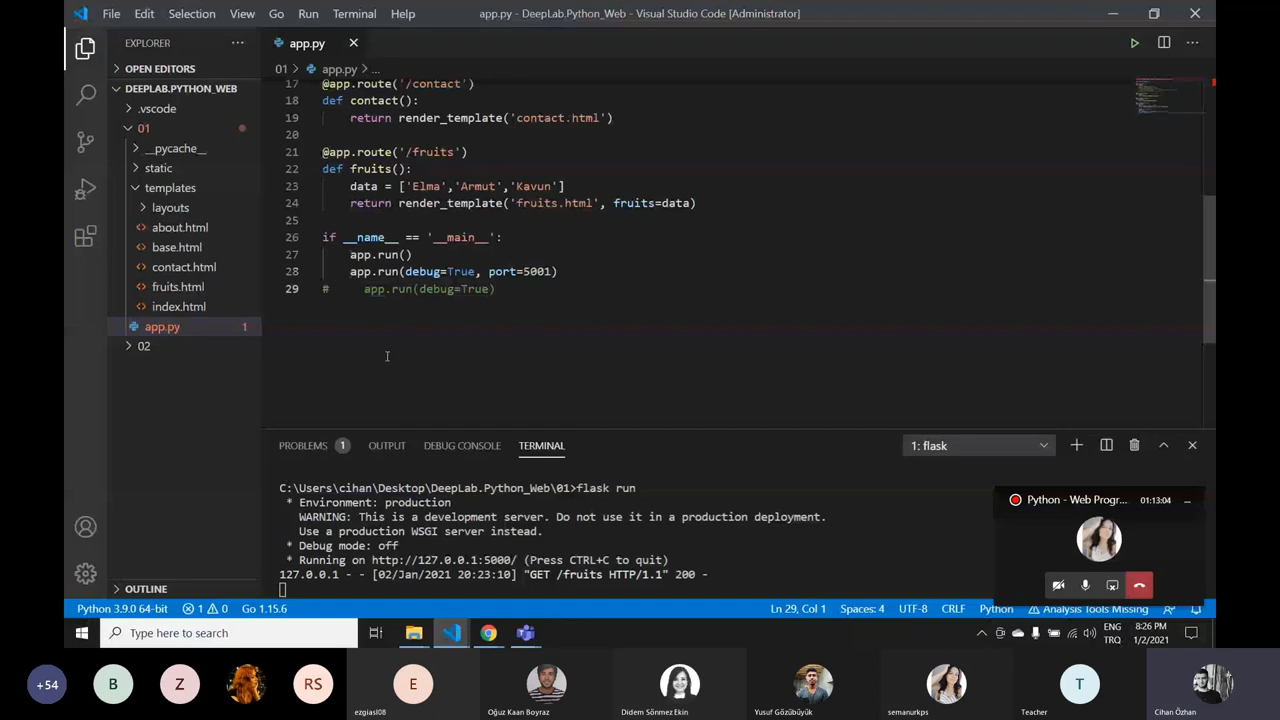 File Edit Selection View Go Run Terminal Help
app.py - DeepLab.Python_Web - Visual Studio Code [Administrator]
EXPLORER
app.py
OPEN EDITORS
01 > app.py > ...
DEEPLAB.PYTHON_WEB
.vscode
01
__pycache__
static
templates
layouts
about.html
base.html
contact.html
fruits.html
index.html
app.py 1
02
OUTLINE
17 @app.route('/contact')
18 def contact():
19 return render_template('contact.html')
20
21 @app.route('/fruits')
22 def fruits():
23 data = ['Elma','Armut','Kavun']
24 return render_template('fruits.html', fruits=data)
25
26 if __name__ == '__main__':
27 app.run()
28 app.run(debug=True, port=5001)
29 # app.run(debug=True)
PROBLEMS 1 OUTPUT DEBUG CONSOLE TERMINAL
1: flask
C:\Users\cihan\Desktop\DeepLab.Python_Web\01>flask run
* Environment: production
WARNING: This is a development server. Do not use it in a production deployment.
Use a production WSGI server instead.
* Debug mode: off
* Running on http://127.0.0.1:5000/ (Press CTRL+C to quit)
127.0.0.1 - - [02/Jan/2021 20:23:10] "GET /fruits HTTP/1.1" 200 -
Python - Web Progr... 01:13:04
Python 3.9.0 64-bit 1 0 Go 1.15.6
Ln 29, Col 1 Spaces: 4 UTF-8 CRLF Python Analysis Tools Missing
Type here to search
ENG
TRQ
8:26 PM
1/2/2021
+54
B
Z
RS
E
T
ezgiasl08
Oğuz Kaan Boyraz
Didem Sönmez Ekin
Yusuf Gözübüyük
semanurkps
Teacher
Cihan Özhan